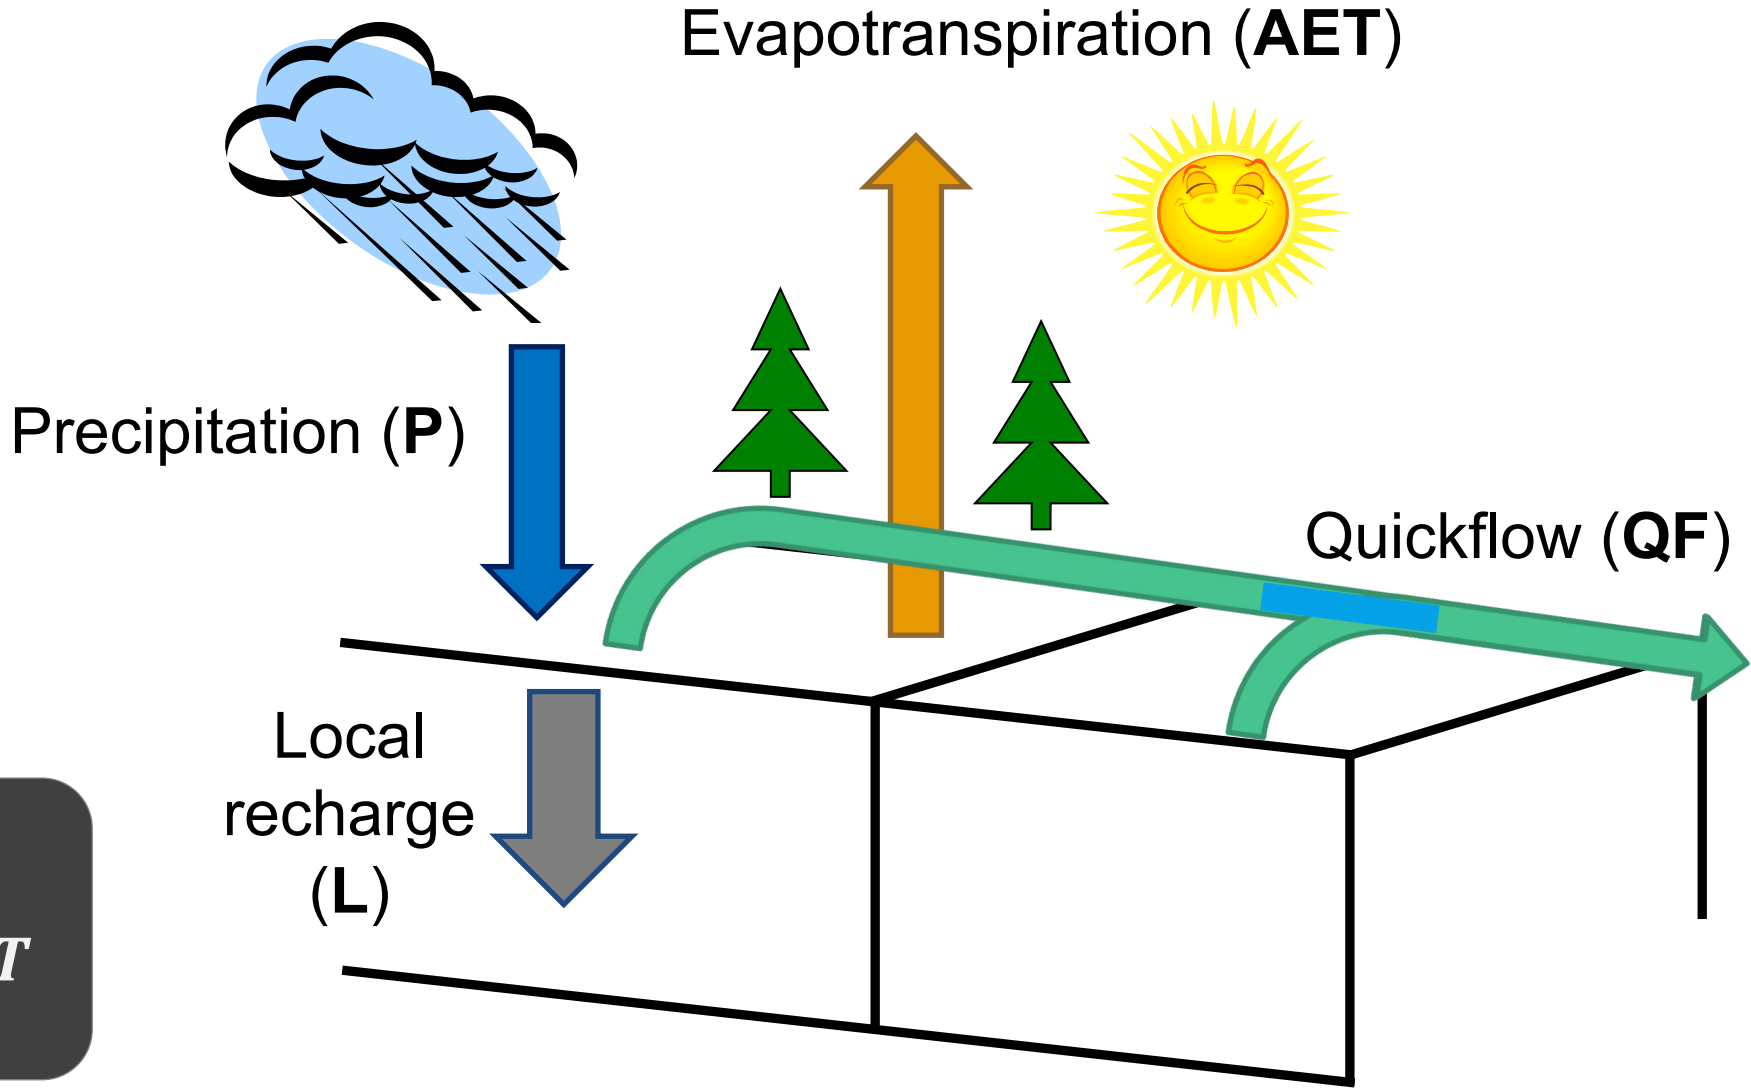 Evapotranspiration (AET)
Precipitation (P)
Quickflow (QF)
Local
recharge
(L)
T